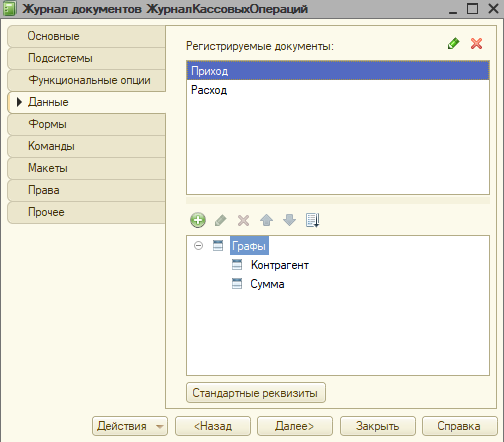 Журнал документов ЖурналКассовыхОпераций
Основные
Подсистемы
Функциональные опции
Данные
Формы
Команды
Макеты
Права
Прочее
Регистрируемые документы:
Приход
Расход
Графы
Контрагент
Сумма
Стандартные реквизиты
Действия
<Назад
Далее>
Закрыть
Справка